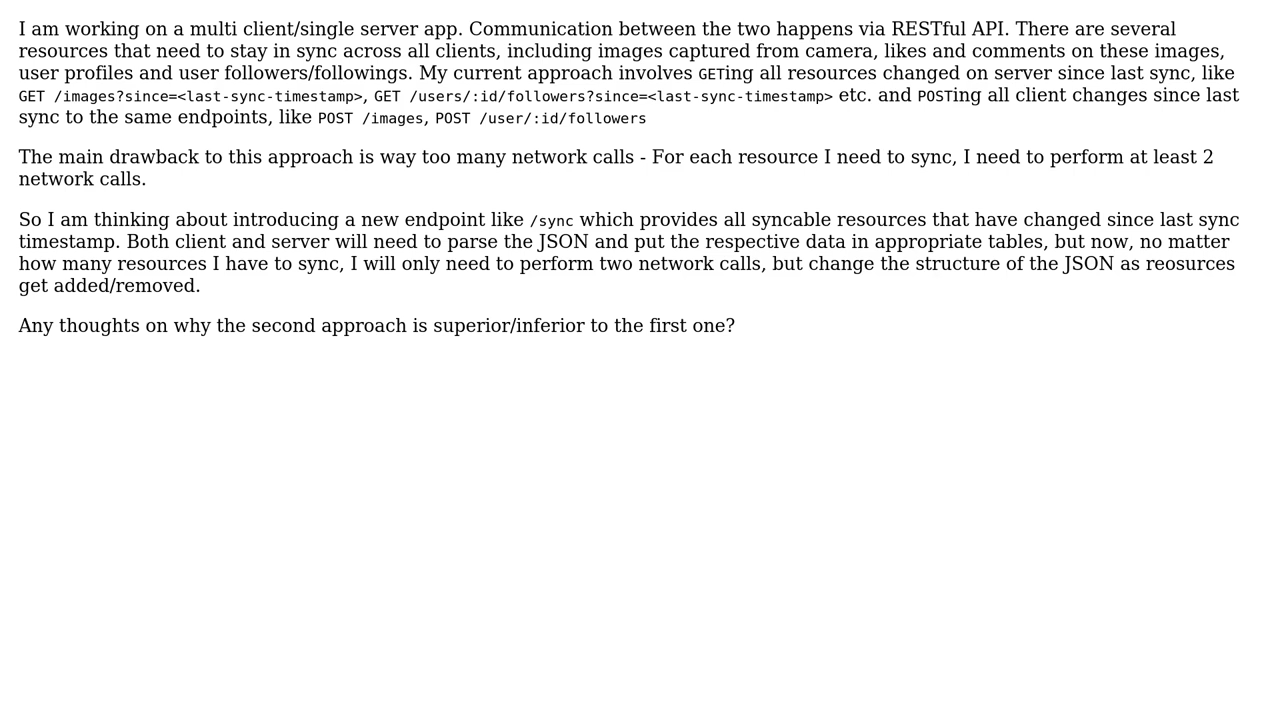 I am working on a multi client/single server app. Communication between the two happens via RESTful API. There are several
resources that need to stay in sync across all clients, including images captured from camera, likes and comments on these images,
user profiles and user followers/followings. My current approach involves GETing all resources changed on server since last sync, like
GET /images?since=<last-sync-timestamp>, GET /users/:id/followers?since=<last-sync-timestamp> etc. and POSTing all client changes since last
sync to the same endpoints, like POST /images, POST /user/:id/followers
The main drawback to this approach is way too many network calls - For each resource I need to sync, I need to perform at least 2
network calls.
So I am thinking about introducing a new endpoint like /sync which provides all syncable resources that have changed since last sync
timestamp. Both client and server will need to parse the JSON and put the respective data in appropriate tables, but now, no matter
how many resources I have to sync, I will only need to perform two network calls, but change the structure of the JSON as reosurces
get added/removed.
Any thoughts on why the second approach is superior/inferior to the first one?